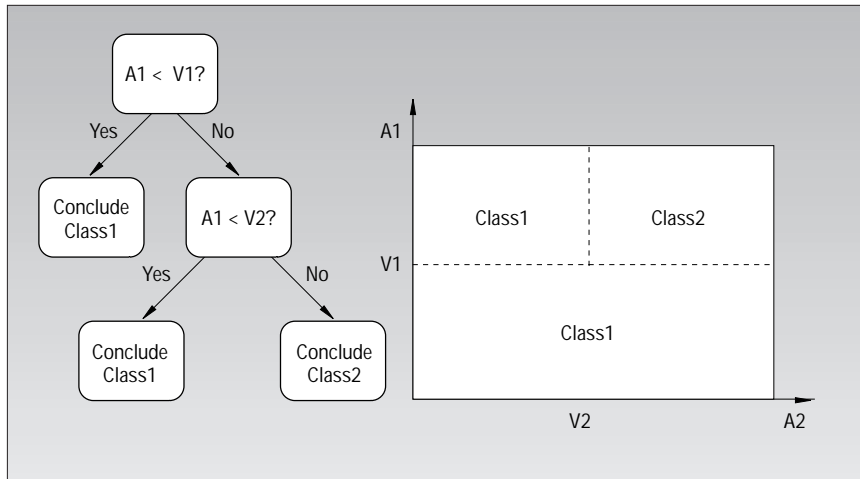 A1 < V1?
Yes
No
Conclude
Class1
A1 < V2?
Yes
No
Conclude
Class1
Conclude
Class2
A1
V1
Class1
Class2
Class1
V2
A2